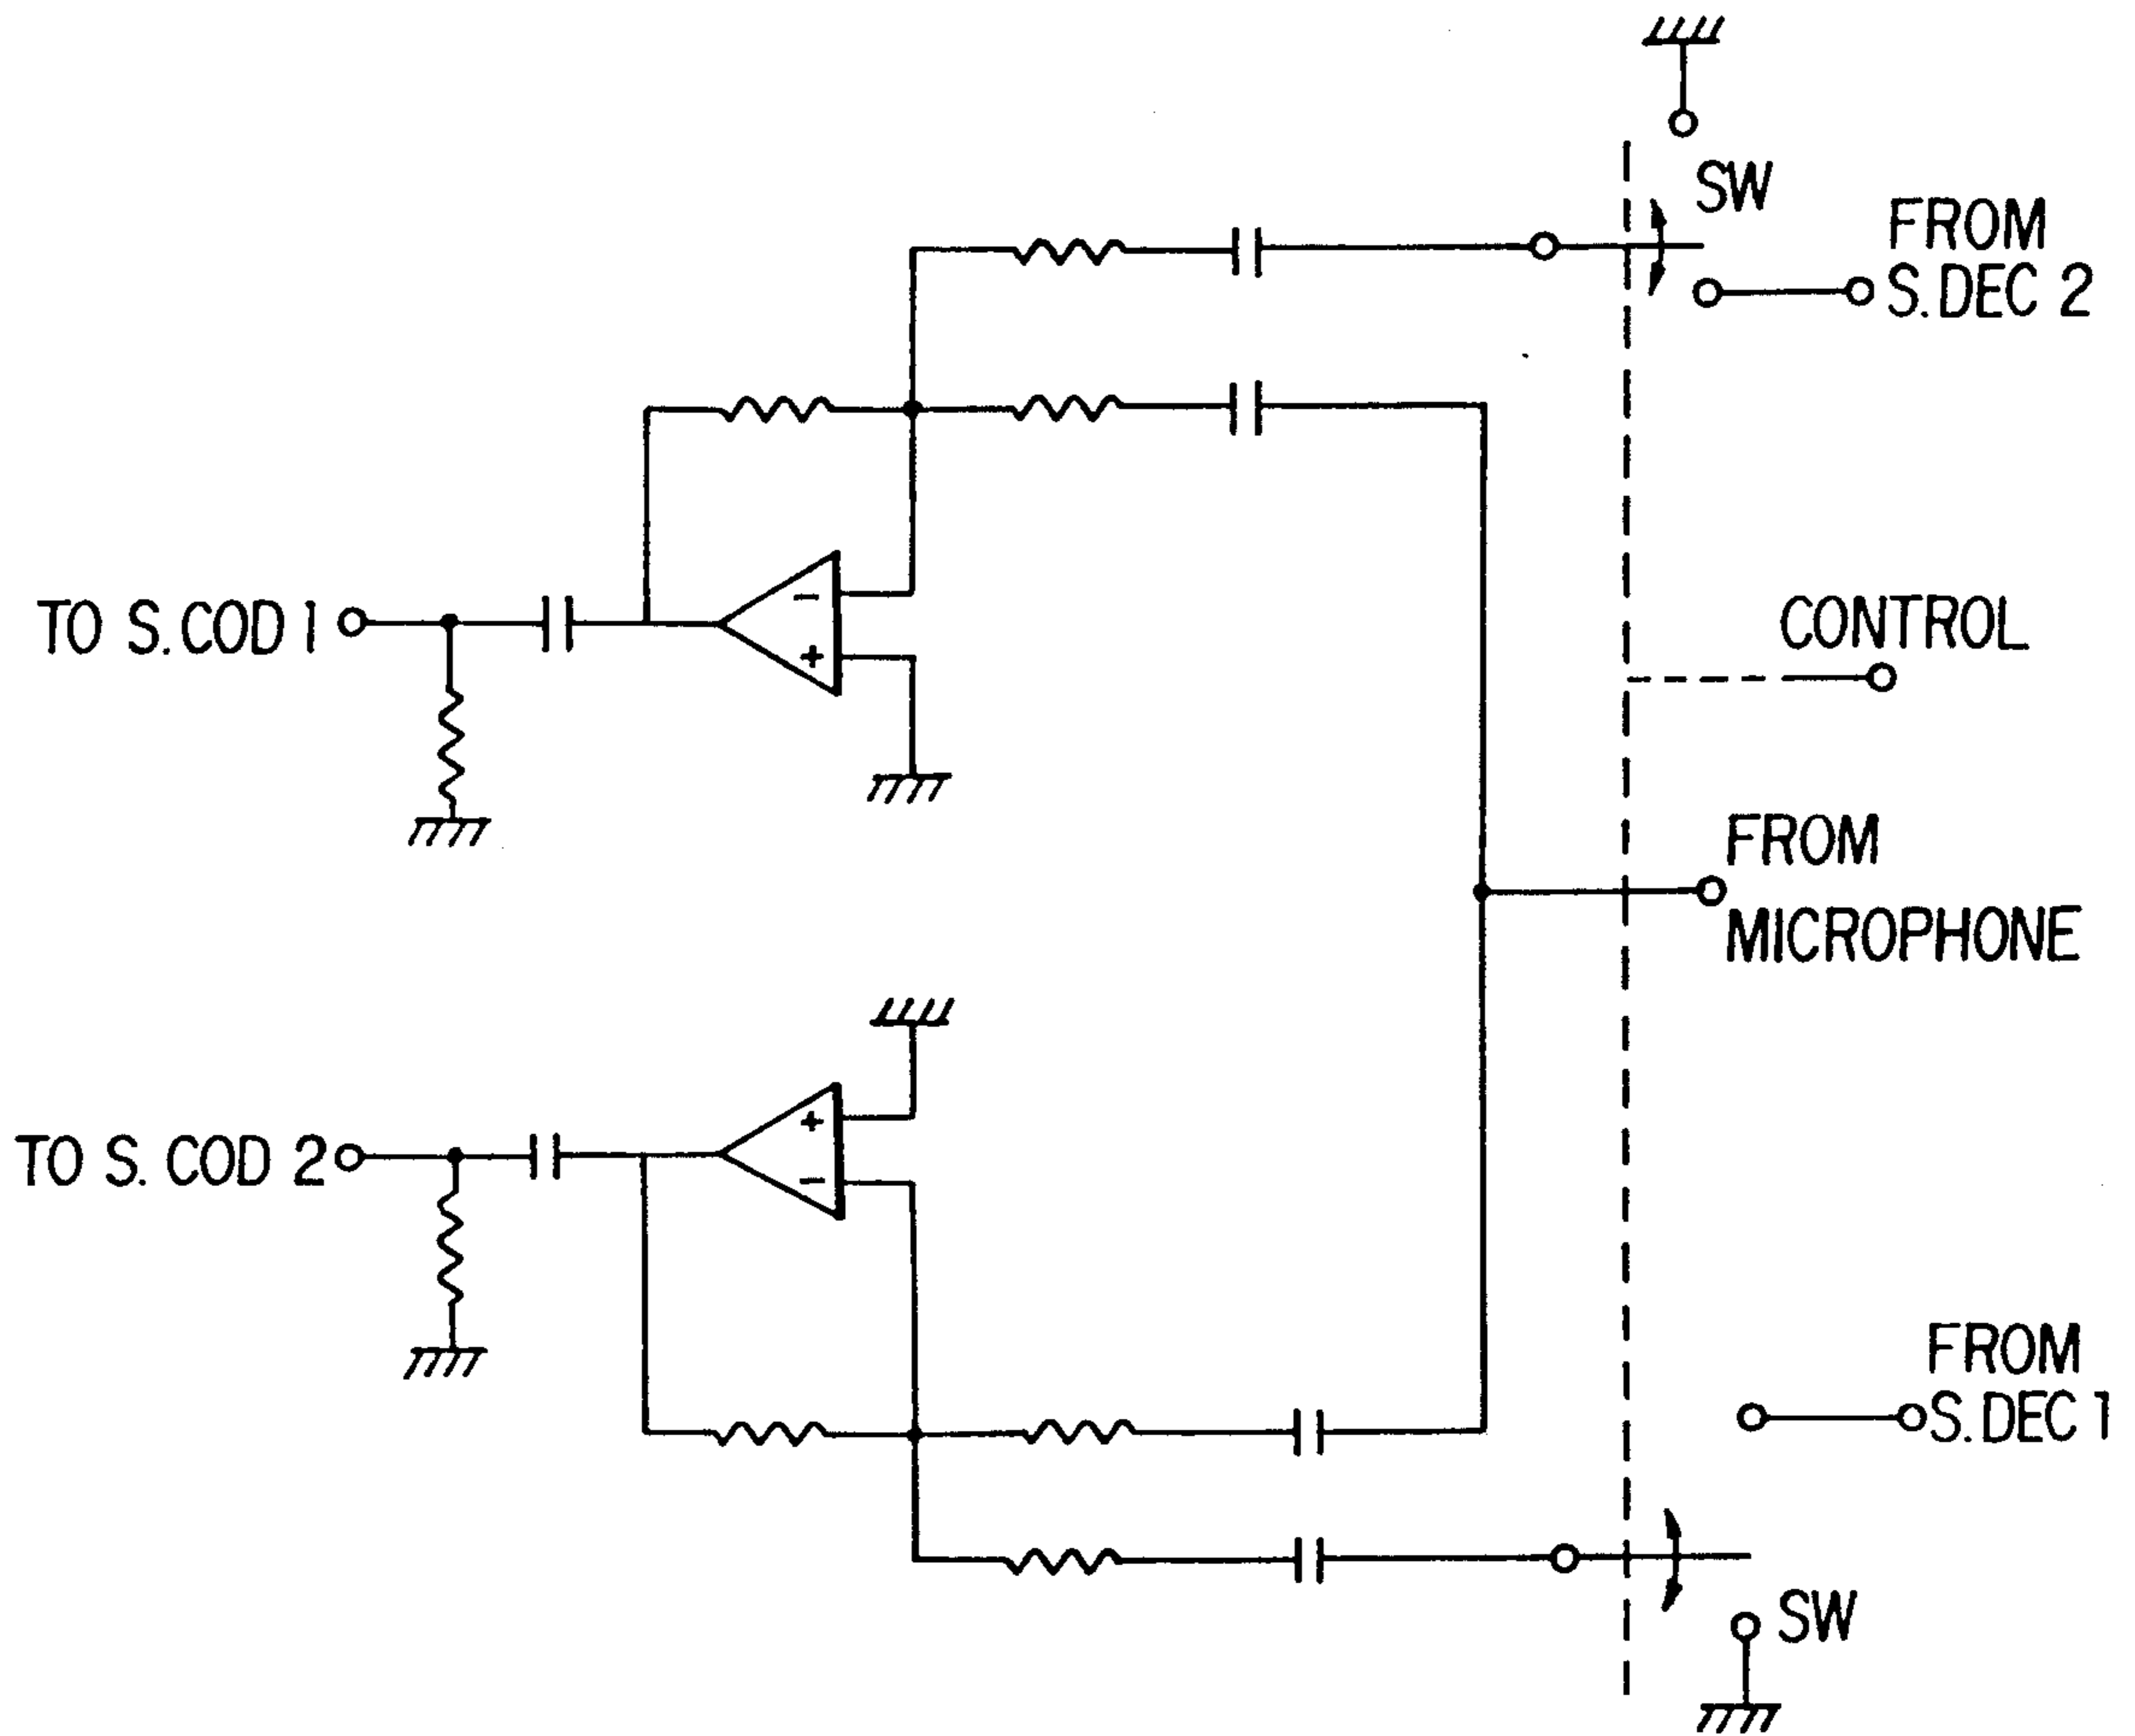 SW
FROM
S.DEC 2
TO S.COD 1
-
+
CONTROL
FROM
MICROPHONE
TO S. COD 2
+
-
FROM
S.DEC 1
SW